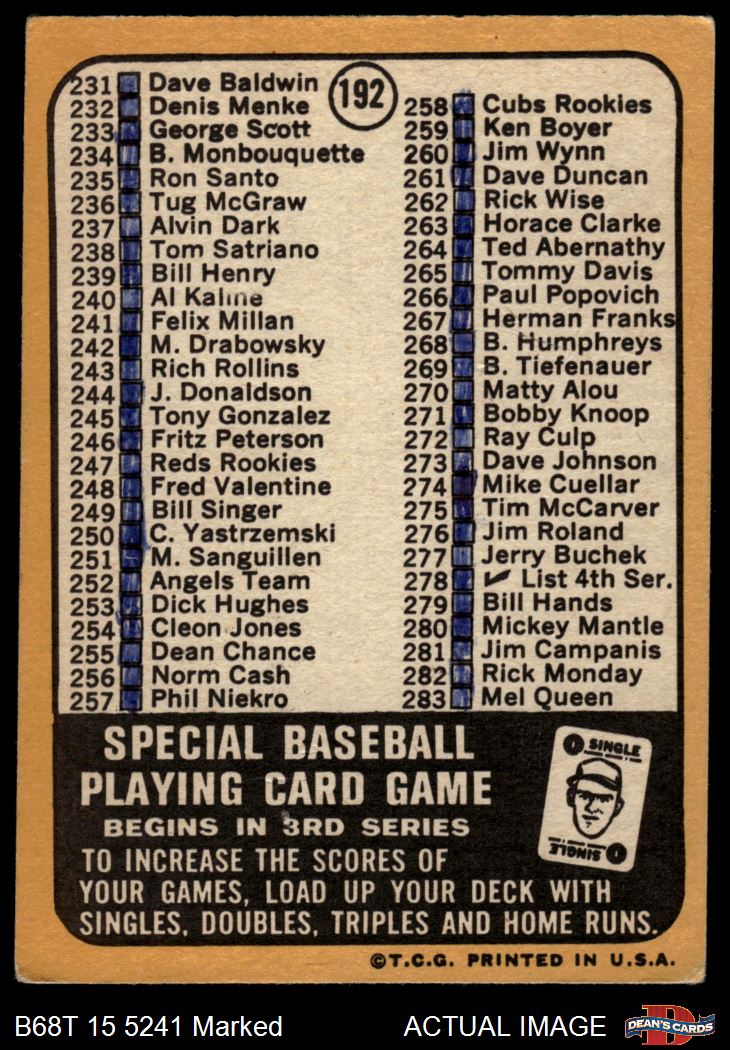 192
231 Dave Baldwin
232 Denis Menke
233 George Scott
234 B. Monbouquette
235 Ron Santo
236 Tug McGraw
237 Alvin Dark
238 Tom Satriano
239 Bill Henry
240 Al Kaline
241 Felix Millan
242 M. Drabowsky
243 Rich Rollins
244 J. Donaldson
245 Tony Gonzalez
246 Fritz Peterson
247 Reds Rookies
248 Fred Valentine
249 Bill Singer
250 C. Yastrzemski
251 M. Sanguillen
252 Angels Team
253 Dick Hughes
254 Cleon Jones
255 Dean Chance
256 Norm Cash
257 Phil Niekro
258 Cubs Rookies
259 Ken Boyer
260 Jim Wynn
261 Dave Duncan
262 Rick Wise
263 Horace Clarke
264 Ted Abernathy
265 Tommy Davis
266 Paul Popovich
267 Herman Franks
268 B. Humphreys
269 B. Tiefenauer
270 Matty Alou
271 Bobby Knoop
272 Ray Culp
273 Dave Johnson
274 Mike Cuellar
275 Tim McCarver
276 Jim Roland
277 Jerry Buchek
278 ✓ List 4th Ser.
279 Bill Hands
280 Mickey Mantle
281 Jim Campanis
282 Rick Monday
283 Mel Queen
SPECIAL BASEBALL
PLAYING CARD GAME
BEGINS IN 3RD SERIES
TO INCREASE THE SCORES OF
YOUR GAMES, LOAD UP YOUR DECK WITH
SINGLES, DOUBLES, TRIPLES AND HOME RUNS.
SINGLE
SINGLE
©T.C.G. PRINTED IN U.S.A.
B68T 15 5241 Marked
ACTUAL IMAGE
DEAN'S CARDS